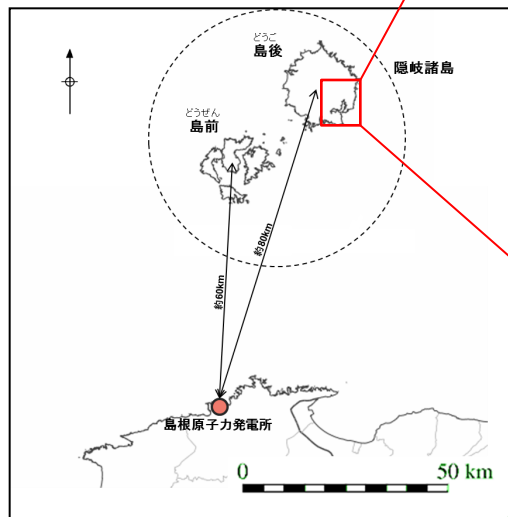 どうご
島後
隠岐諸島
どうぜん
島前
約80km
約60km
島根原子力発電所
0 50 km